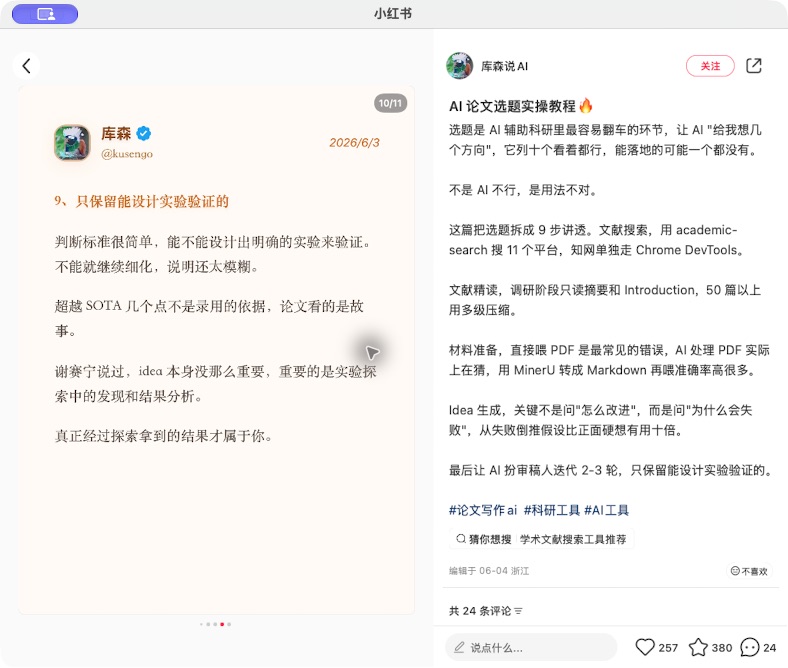 小红书
10/11
库森
@kusengo
2026/6/3
9、只保留能设计实验验证的
判断标准很简单，能不能设计出明确的实验来验证。
不能就继续细化，说明还太模糊。
超越 SOTA 几个点不是录用的依据，论文看的是故
事。
谢赛宁说过，idea 本身没那么重要，重要的是实验探
索中的发现和结果分析。
真正经过探索拿到的结果才属于你。
库森说AI
关注
AI 论文选题实操教程🔥
选题是 AI 辅助科研里最容易翻车的环节，让 AI "给我想几
个方向"，它列十个看着都行，能落地的可能一个都没有。
不是 AI 不行，是用法不对。
这篇把选题拆成 9 步讲透。文献搜索，用 academic-
search 搜 11 个平台，知网单独走 Chrome DevTools。
文献精读，调研阶段只读摘要和 Introduction，50 篇以上
用多级压缩。
材料准备，直接喂 PDF 是最常见的错误，AI 处理 PDF 实际
上在猜，用 MinerU 转成 Markdown 再喂准确率高很多。
Idea 生成，关键不是问"怎么改进"，而是问"为什么会失
败"，从失败倒推假设比正面硬想有用十倍。
最后让 AI 扮审稿人迭代 2-3 轮，只保留能设计实验验证的。
#论文写作ai #科研工具 #AI工具
猜你想搜 学术文献搜索工具推荐
编辑于 06-04 浙江
不喜欢
共 24 条评论
说点什么...
257
380
24